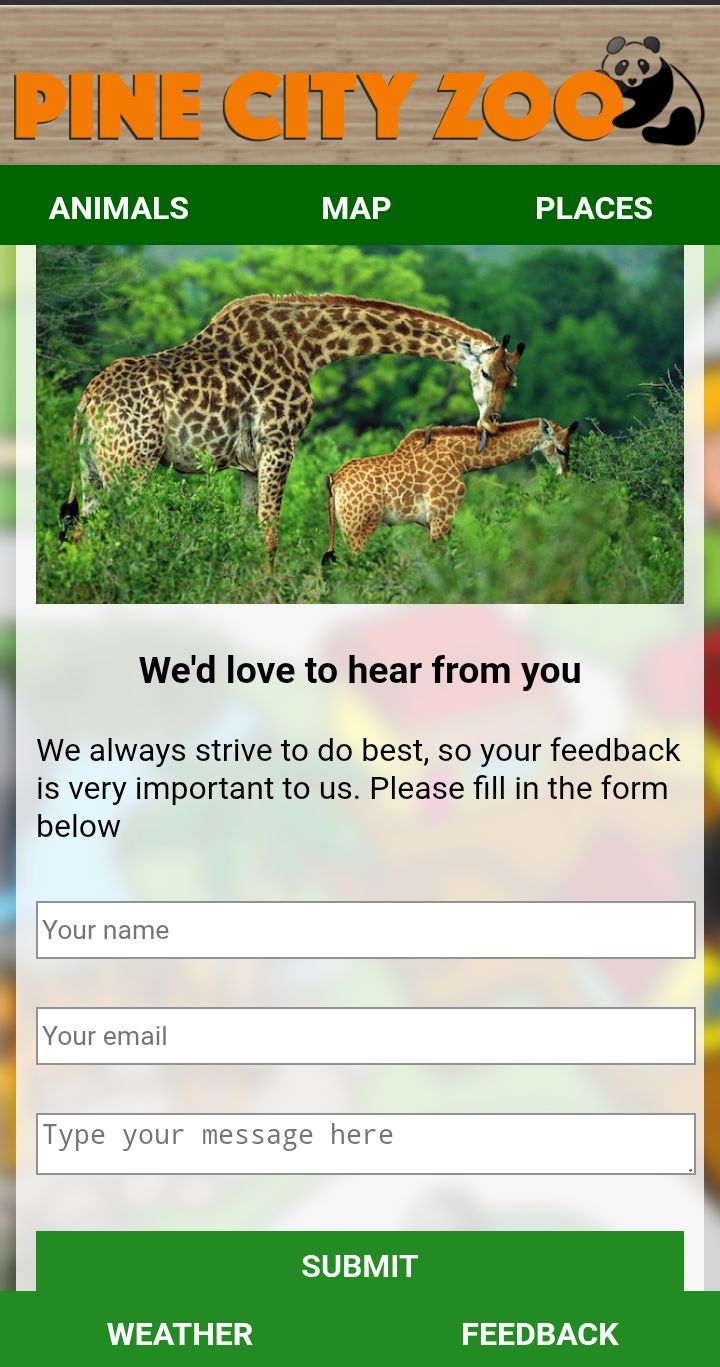 PINE CITY ZOO
ANIMALS MAP PLACES
We'd love to hear from you
We always strive to do best, so your feedback
is very important to us. Please fill in the form
below
Your name
Your email
Type your message here
SUBMIT
WEATHER FEEDBACK